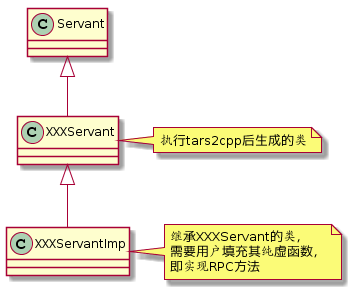 C Servant
C XXXServant
执行tars2cpp后生成的类
C XXXServantImp
继承XXXServant的类,
需要用户填充其纯虚函数,
即实现RPC方法